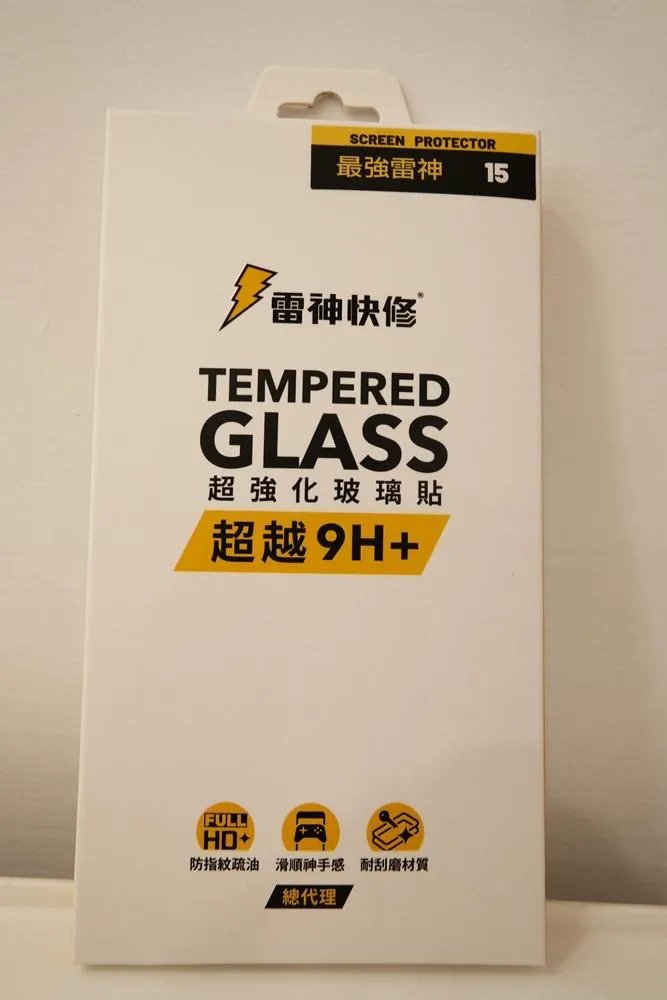 SCREEN PROTECTOR
最強雷神 15
雷神快修®
TEMPERED
GLASS
超強化玻璃貼
超越9H+
FULL
HD+
防指紋疏油 滑順神手感 耐刮磨材質
總代理